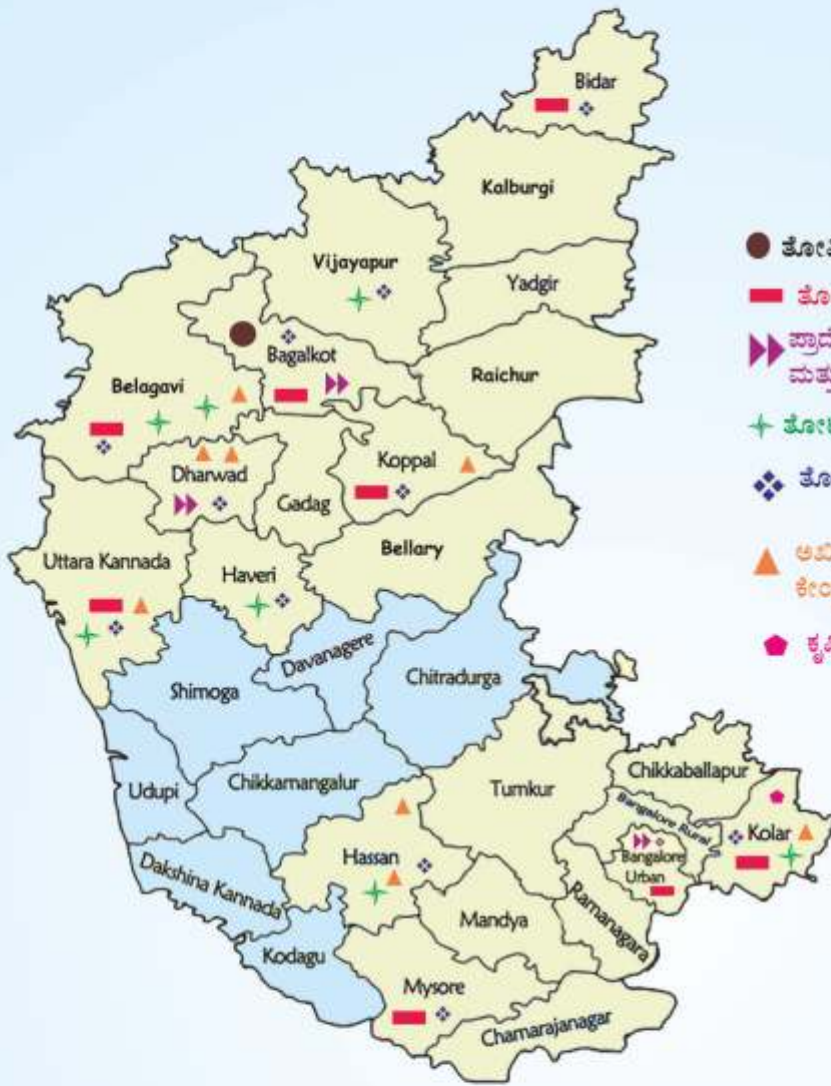 Bidar
Kalburgi
Vijayapur
Yadgir
Bagalkot
Raichur
Belagavi
Koppal
Dharwad
Gadag
Bellary
Uttara Kannada
Haveri
Davanagere
Shimoga
Chitradurga
Udupi
Chikkamangalur
Tumkur
Chikkaballapur
Bangalore Rural
Kolar
Bangalore
Urban
Hassan
Dakshina Kannada
Mandya
Ramanagara
Kodagu
Mysore
Chamarajanagar
ಮತ್ತು